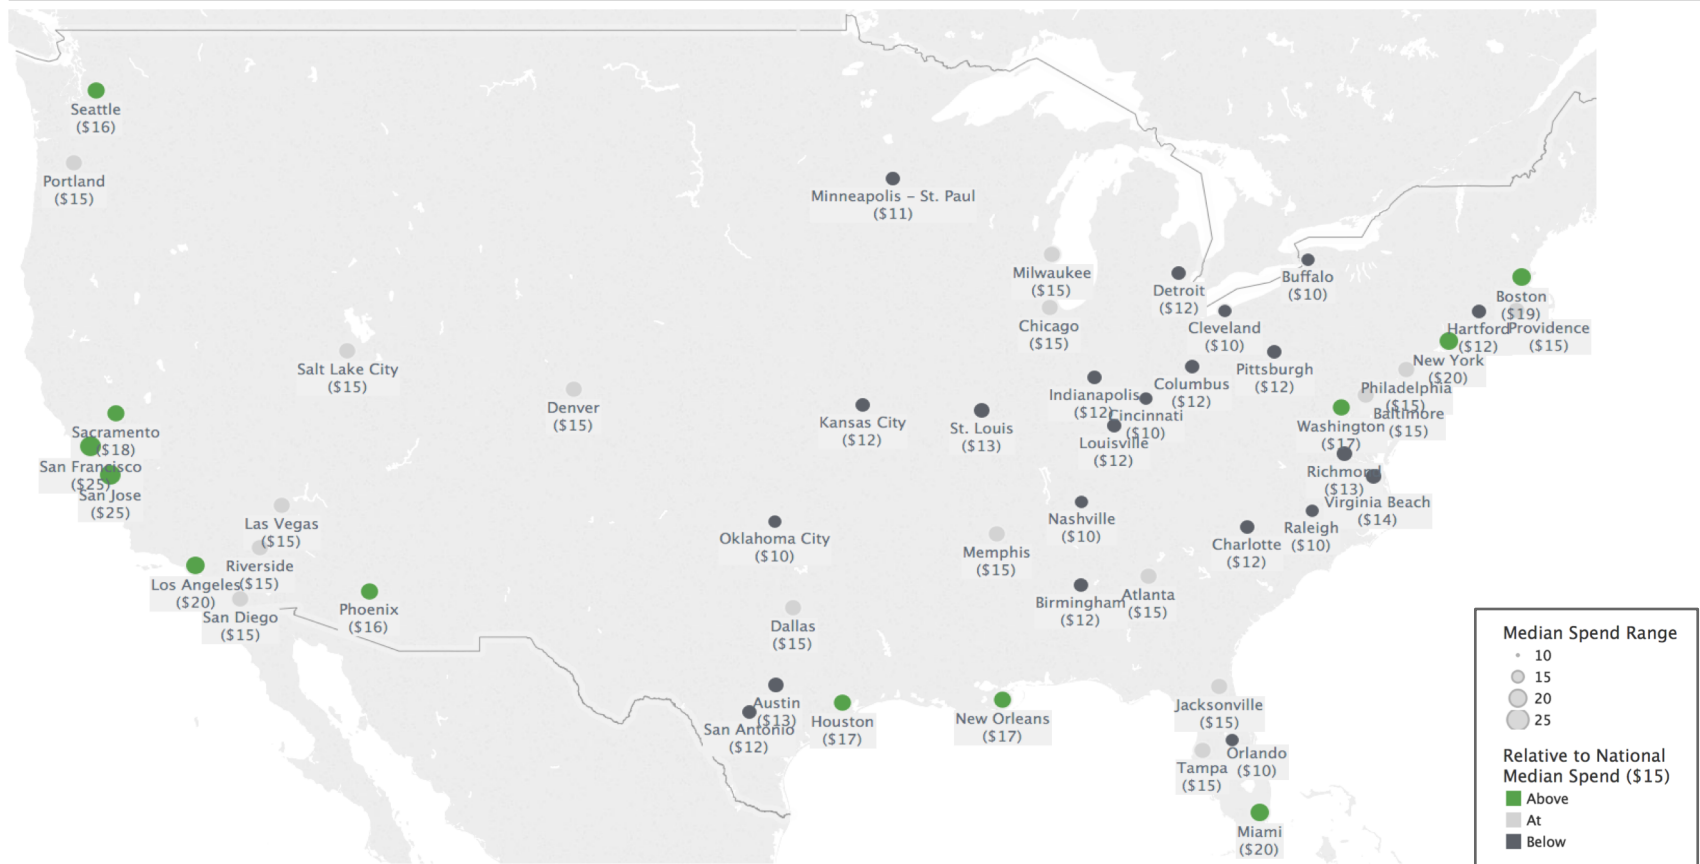 Seattle
($16)
Portland
($15)
Minneapolis – St. Paul
($11)
Milwaukee
($15)
Chicago
($15)
Detroit
($12)
Buffalo
($10)
Cleveland
($10)
Boston
($19)
Hartford
($12)
Providence
($15)
New York
($20)
Pittsburgh
($12)
Philadelphia
($15)
Baltimore
($15)
Washington
($17)
Columbus
($12)
Indianapolis
($12)
Cincinnati
($10)
Louisville
($12)
Salt Lake City
($15)
Denver
($15)
Kansas City
($12)
St. Louis
($13)
Sacramento
($18)
San Francisco
($25)
San Jose
($25)
Richmond
($13)
Virginia Beach
($14)
Raleigh
($10)
Charlotte
($12)
Nashville
($10)
Las Vegas
($15)
Riverside
($15)
Los Angeles
($20)
San Diego
($15)
Phoenix
($16)
Oklahoma City
($10)
Memphis
($15)
Birmingham
($12)
Atlanta
($15)
Dallas
($15)
Austin
($13)
San Antonio
($12)
Houston
($17)
New Orleans
($17)
Jacksonville
($15)
Orlando
($10)
Tampa
($15)
Miami
($20)
Median Spend Range
10
15
20
25
Relative to National
Median Spend ($15)
Above
At
Below